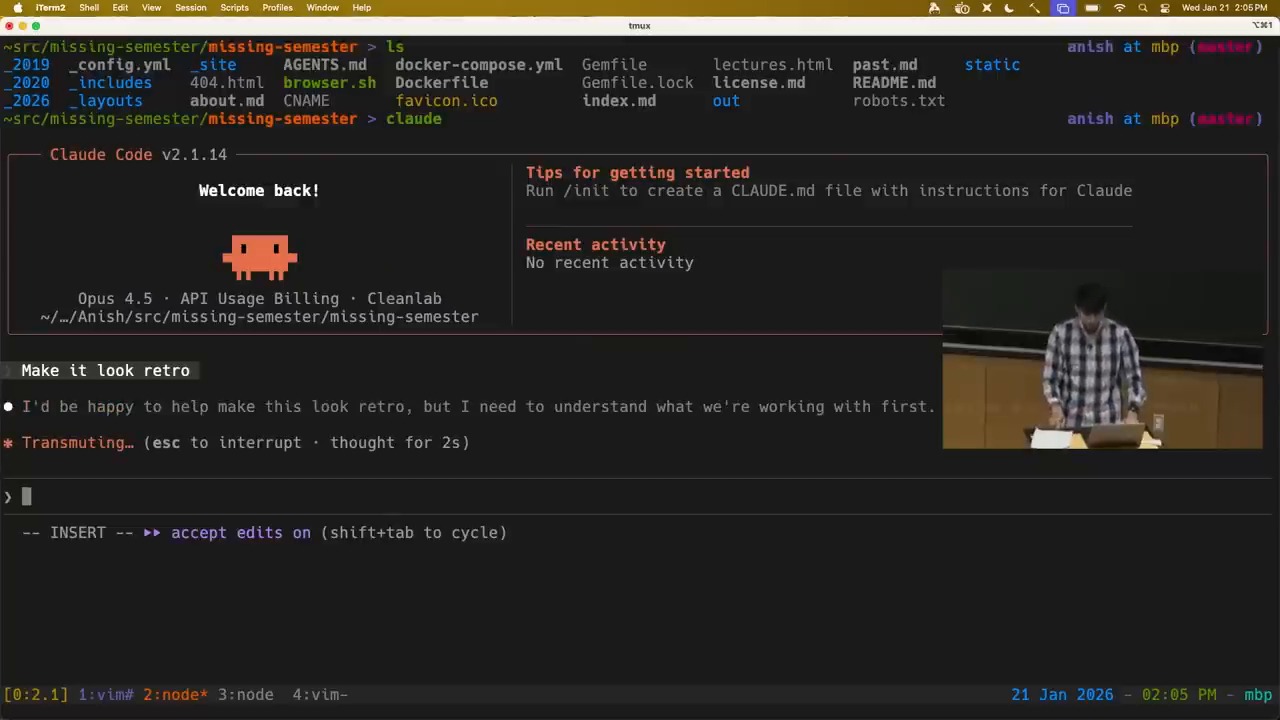 iTerm2 Shell Edit View Session Scripts Profiles Window Help Wed Jan 21 2:05 PM
tmux ⌥⌘1
~src/missing-semester/missing-semester > ls anish at mbp (master)
_2019 _config.yml _site AGENTS.md docker-compose.yml Gemfile lectures.html past.md static
_2020 _includes 404.html browser.sh Dockerfile Gemfile.lock license.md README.md
_2026 _layouts about.md CNAME favicon.ico index.md out robots.txt
~src/missing-semester/missing-semester > claude anish at mbp (master)
Claude Code v2.1.14
Tips for getting started
Welcome back! Run /init to create a CLAUDE.md file with instructions for Claude
Recent activity
No recent activity
Opus 4.5 · API Usage Billing · Cleanlab
~/…/Anish/src/missing-semester/missing-semester
❯ Make it look retro
● I'd be happy to help make this look retro, but I need to understand what we're working with first.
✱ Transmuting… (esc to interrupt · thought for 2s)
❯
-- INSERT -- ▸▸ accept edits on (shift+tab to cycle)
[0:2.1] 1:vim# 2:node* 3:node 4:vim- 21 Jan 2026 - 02:05 PM - mbp